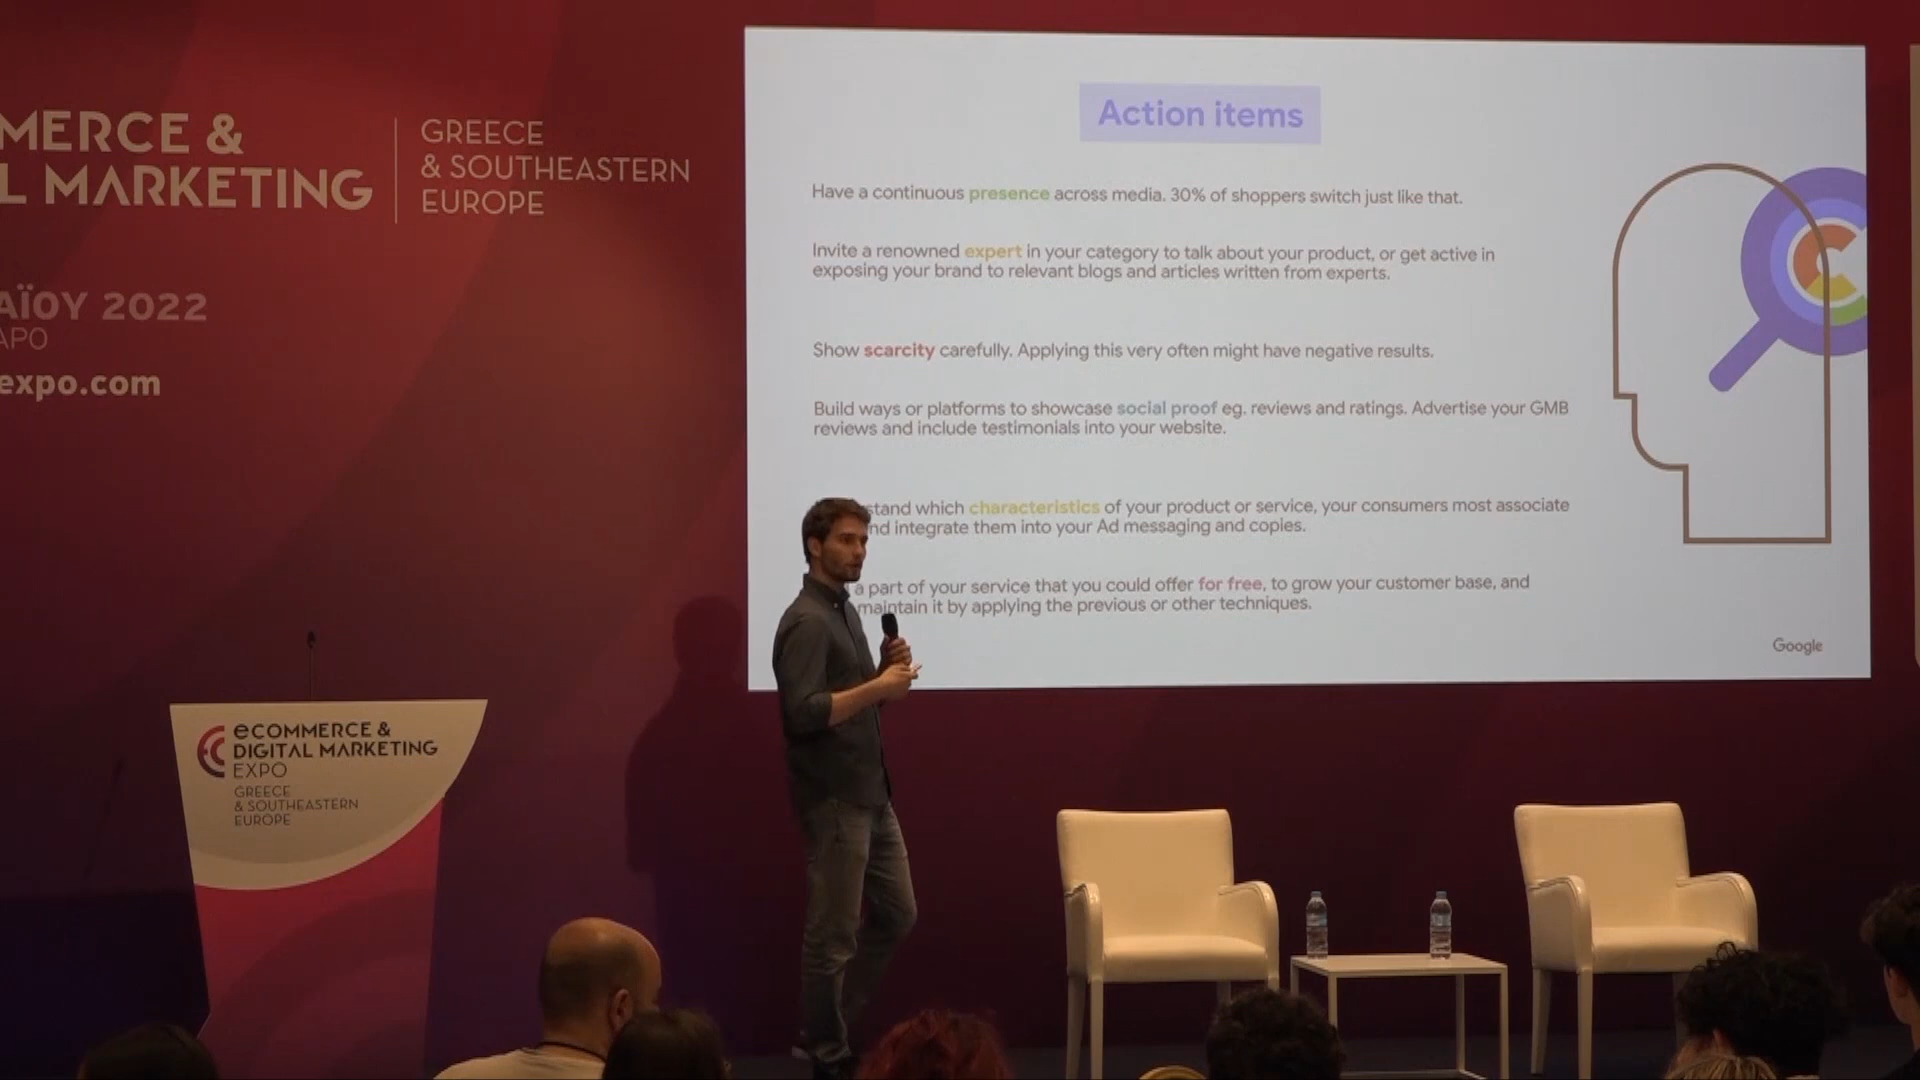 MERCE &
L MARKETING
GREECE
& SOUTHEASTERN
EUROPE
ΑΪΟΥ 2022
expo.com
Action items
Have a continuous presence across media. 30% of shoppers switch just like that.
Invite a renowned expert in your category to talk about your product, or get active in
exposing your brand to relevant blogs and articles written from experts.
Show scarcity carefully. Applying this very often might have negative results.
Build ways or platforms to showcase social proof eg. reviews and ratings. Advertise your GMB
reviews and include testimonials into your website.
stand which characteristics of your product or service, your consumers most associate
nd integrate them into your Ad messaging and copies.
a part of your service that you could offer for free, to grow your customer base, and
maintain it by applying the previous or other techniques.
Google
eCOMMERCE &
DIGITAL MARKETING
EXPO
GREECE
& SOUTHEASTERN
EUROPE